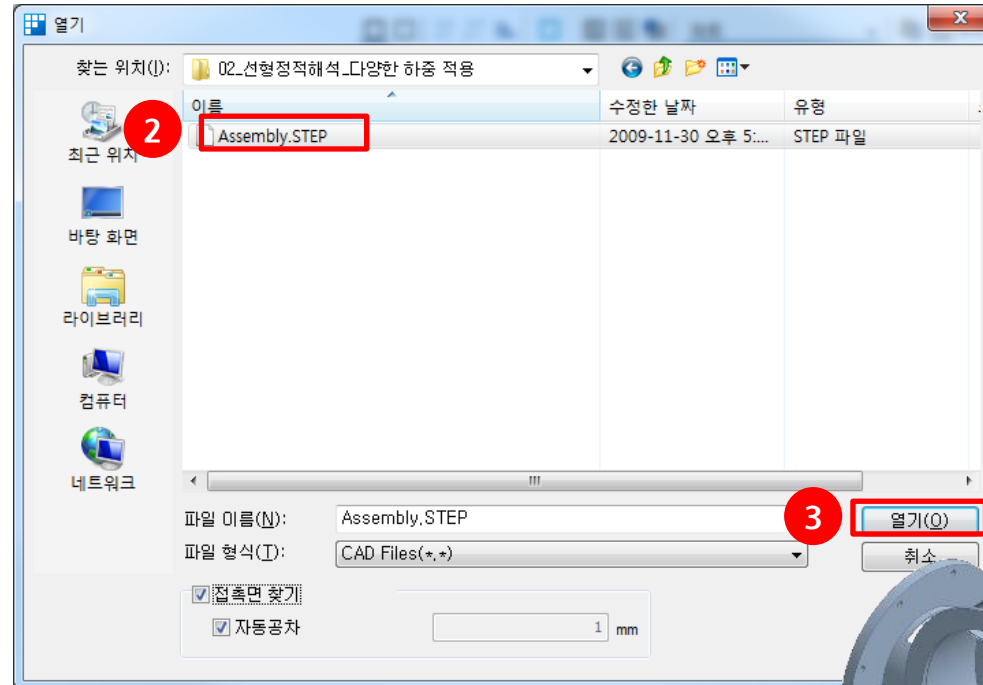 열기
찾는 위치(I):
02_선형정적해석_다양한 하중 적용
이름
수정한 날짜
유형
2
Assembly.STEP
2009-11-30 오후 5:...
STEP 파일
최근 위치
바탕 화면
라이브러리
컴퓨터
네트워크
파일 이름(N):
Assembly.STEP
3
열기(O)
파일 형식(T):
CAD Files(*.*)
취소
접촉면 찾기
자동공차
1
mm